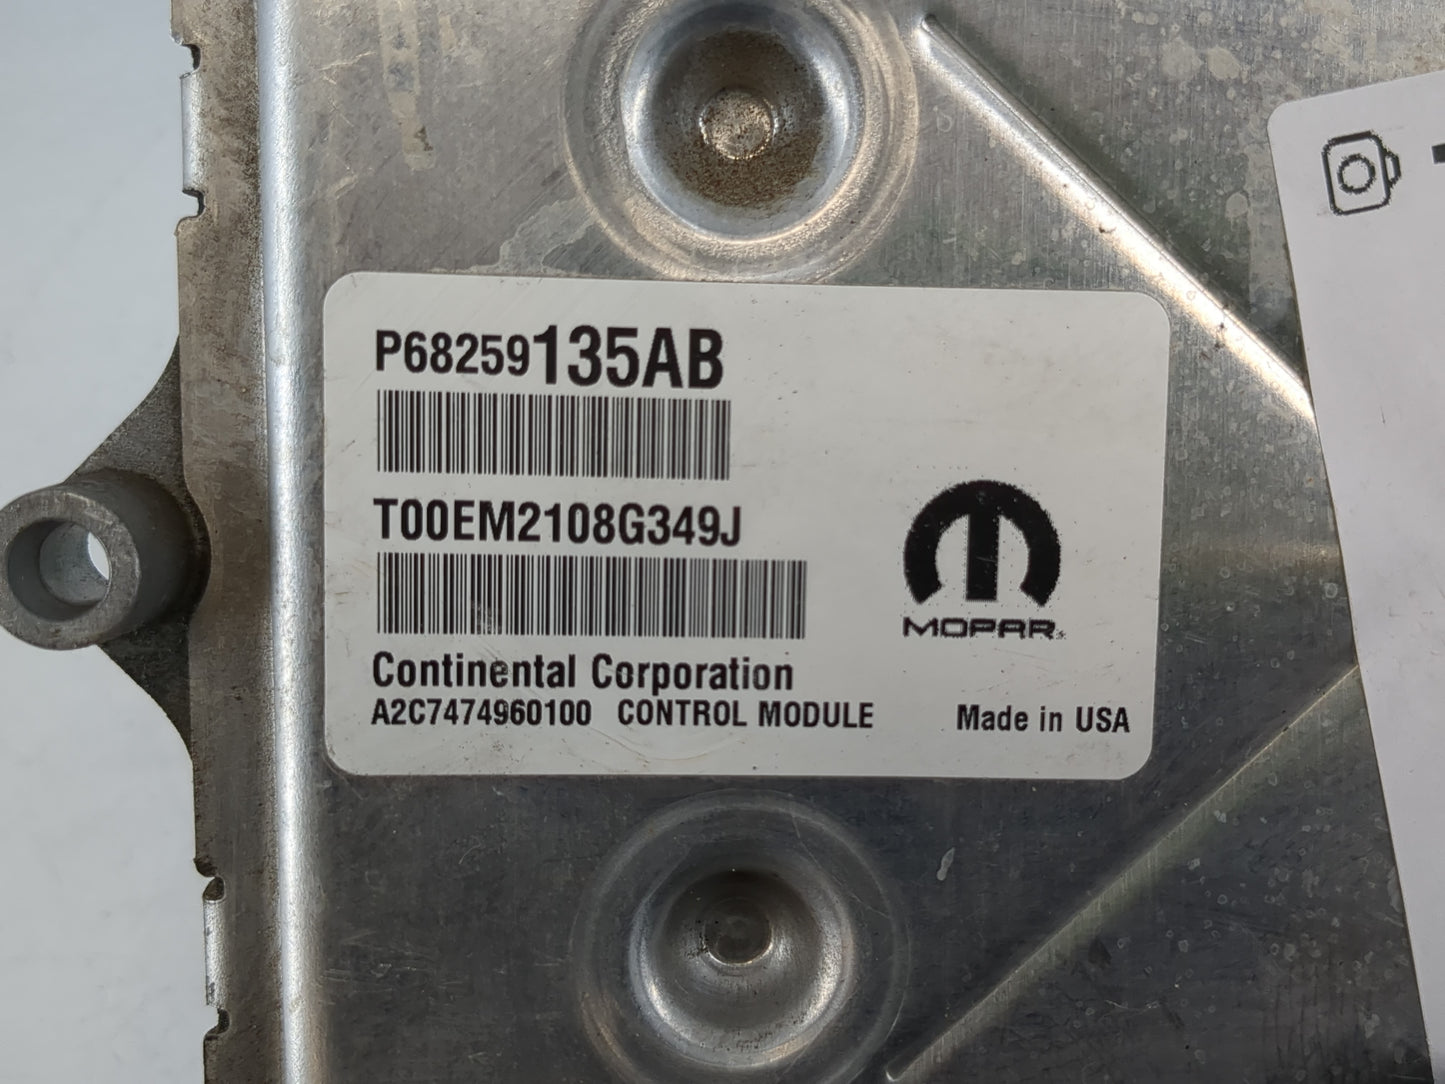 P68259135AB
T00EM2108G349J
MOPAR
Continental Corporation
A2C7474960100 CONTROL MODULE Made in USA